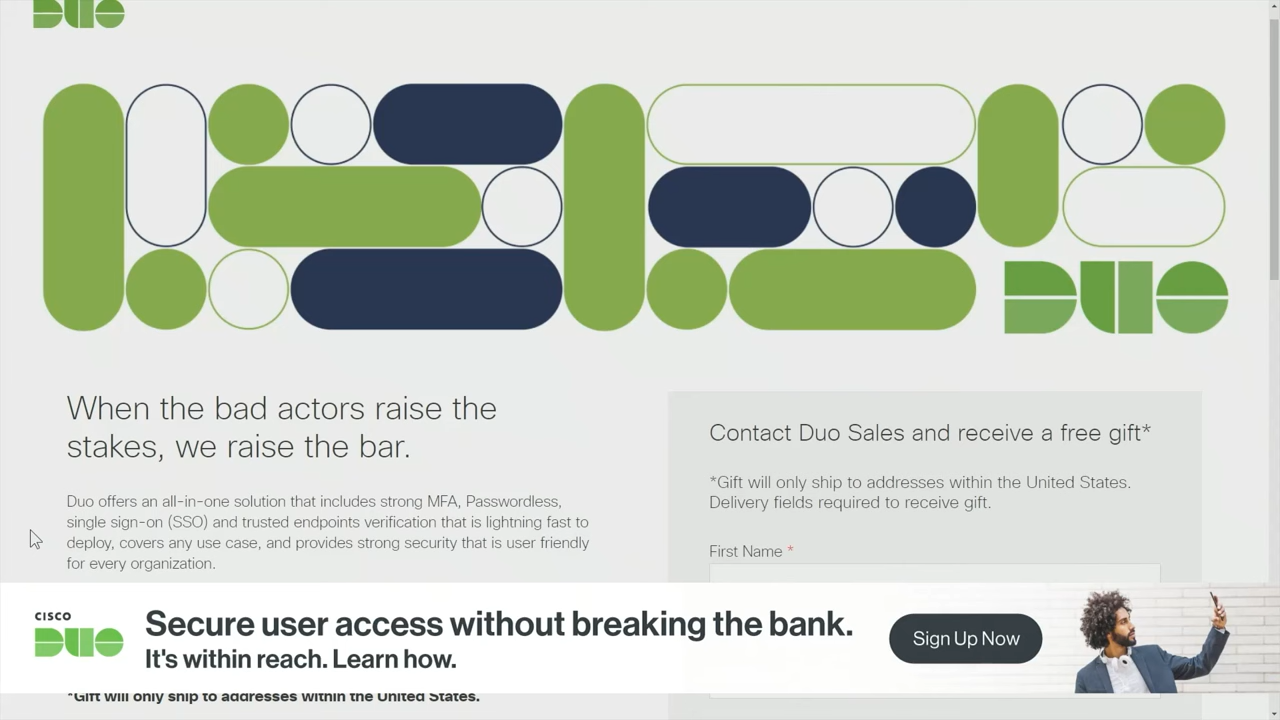 DUO
DUO
When the bad actors raise the
stakes, we raise the bar.
Duo offers an all-in-one solution that includes strong MFA, Passwordless,
single sign-on (SSO) and trusted endpoints verification that is lightning fast to
deploy, covers any use case, and provides strong security that is user friendly
for every organization.
Contact Duo Sales and receive a free gift*
*Gift will only ship to addresses within the United States.
Delivery fields required to receive gift.
First Name *
CISCO
DUO
Secure user access without breaking the bank.
It's within reach. Learn how.
Sign Up Now
*Gift will only ship to addresses within the United States.